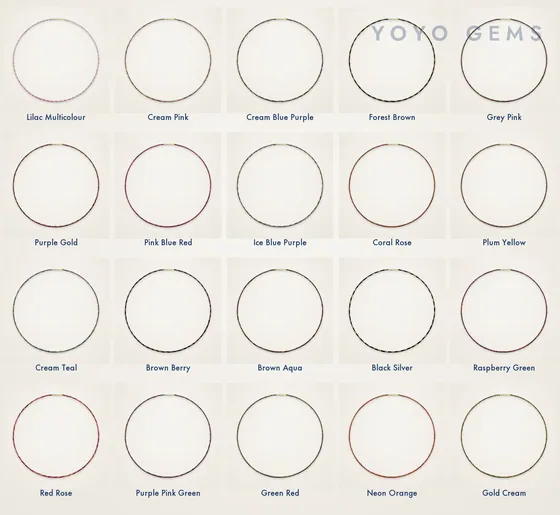 YOYO GEMS
Lilac Multicolour
Cream Pink
Cream Blue Purple
Forest Brown
Grey Pink
Purple Gold
Pink Blue Red
Ice Blue Purple
Coral Rose
Plum Yellow
Cream Teal
Brown Berry
Brown Aqua
Black Silver
Raspberry Green
Red Rose
Purple Pink Green
Green Red
Neon Orange
Gold Cream